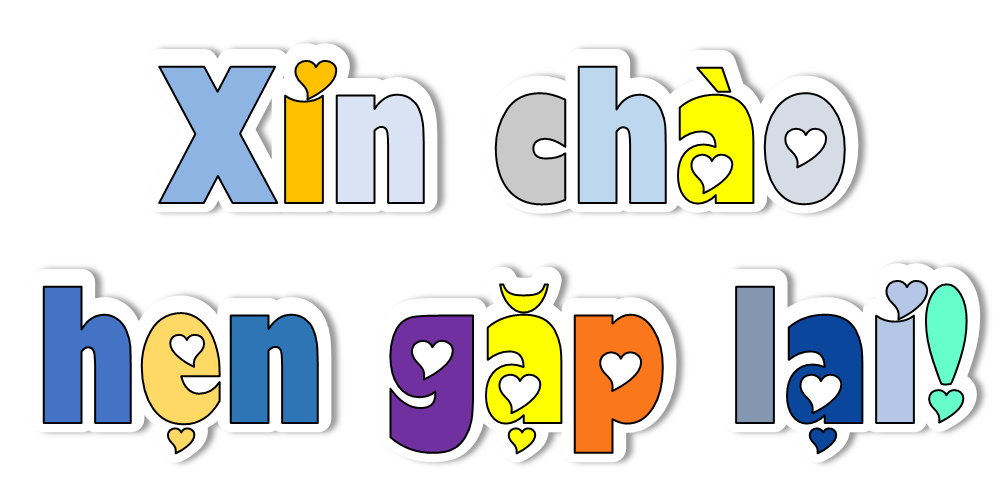 Xin chào
hẹn gặp lại!